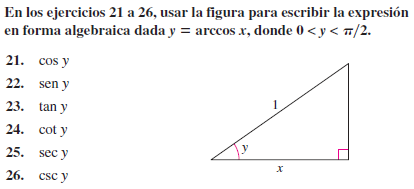 En los ejercicios 21 a 26, usar la figura para escribir la expresión
en forma algebraica dada y = arccos x, donde 0 < y < π/2.
21. cos y
22. sen y
23. tan y
24. cot y
25. sec y
26. csc y
1
y
x